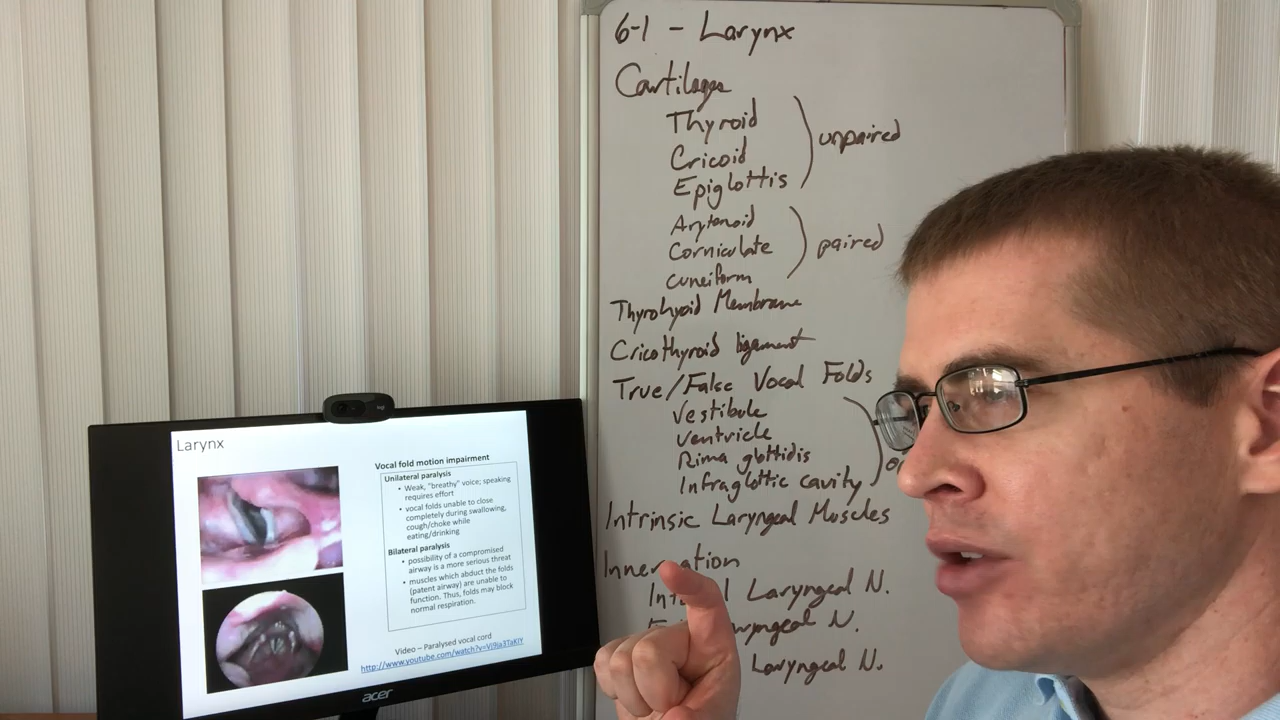 6-1 - Larynx
Cartilages
Thyroid
Cricoid
Epiglottis
unpaired
Arytenoid
Corniculate
cuneiform
paired
Thyrohyoid Membrane
Cricothyroid ligament
True/False Vocal Folds
Vestibule
Ventricle
Rima glottidis
Infraglottic cavity
Intrinsic Laryngeal Muscles
Laryngeal N.
N.
Laryngeal N.
Larynx
Vocal fold motion impairment
Unilateral paralysis
• Weak, "breathy" voice; speaking
requires effort
• vocal folds unable to close
completely during swallowing,
cough/choke while
eating/drinking
Bilateral paralysis
• possibility of a compromised
airway is a more serious threat
• muscles which abduct the folds
(patent airway) are unable to
function. Thus, folds may block
normal respiration.
Video – Paralysed vocal cord
acer